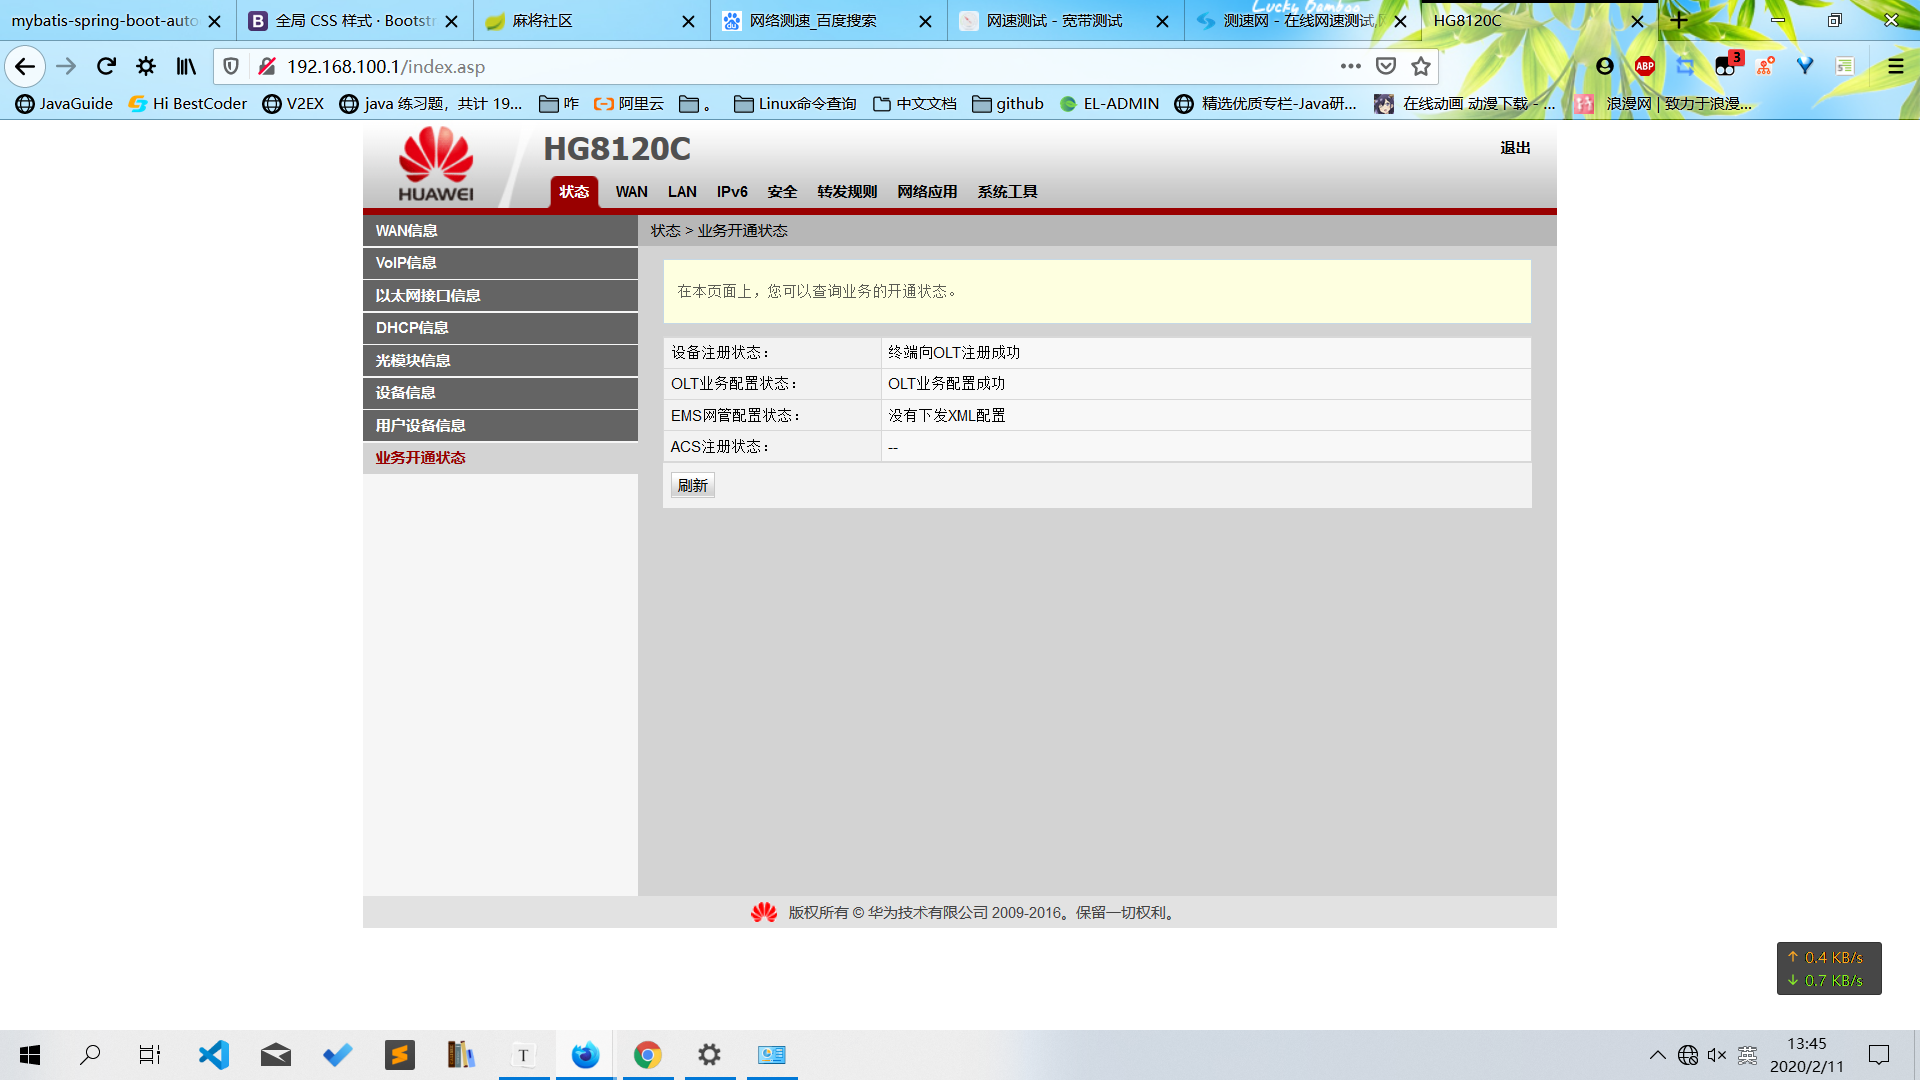 mybatis-spring-boot-auto
全局 CSS 样式 · Bootstr
麻将社区
网络测速_百度搜索
网速测试 - 宽带测试
测速网 - 在线网速测试,网
HG8120C
Lucky Bamboo
192.168.100.1/index.asp
ABP
3
JavaGuide
Hi BestCoder
V2EX
java 练习题，共计 19...
咋
阿里云
。
Linux命令查询
中文文档
github
EL-ADMIN
精选优质专栏-Java研...
在线动画 动漫下载 - ...
浪漫网 | 致力于浪漫...
HUAWEI
HG8120C
退出
状态
WAN
LAN
IPv6
安全
转发规则
网络应用
系统工具
WAN信息
VoIP信息
以太网接口信息
DHCP信息
光模块信息
设备信息
用户设备信息
业务开通状态
状态 > 业务开通状态
在本页面上，您可以查询业务的开通状态。
设备注册状态： 终端向OLT注册成功
OLT业务配置状态： OLT业务配置成功
EMS网管配置状态： 没有下发XML配置
ACS注册状态： --
刷新
版权所有 © 华为技术有限公司 2009-2016。保留一切权利。
↑ 0.4 KB/s
↓ 0.7 KB/s
T
英
13:45
2020/2/11